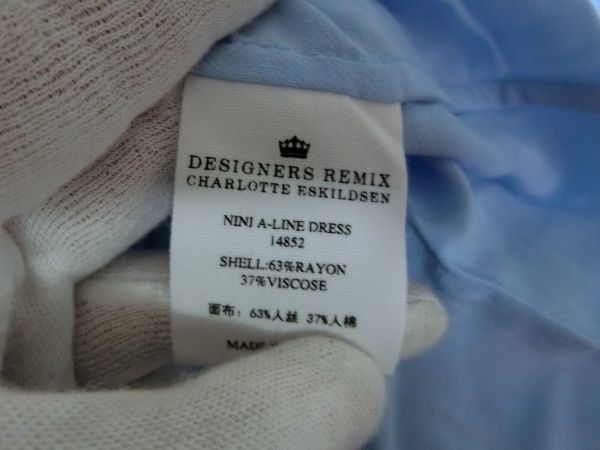 DESIGNERS REMIX
CHARLOTTE ESKILDSEN
NINI A-LINE DRESS
14852
SHELL:63%RAYON
37%VISCOSE
面布: 63%人丝 37%人棉
MADE